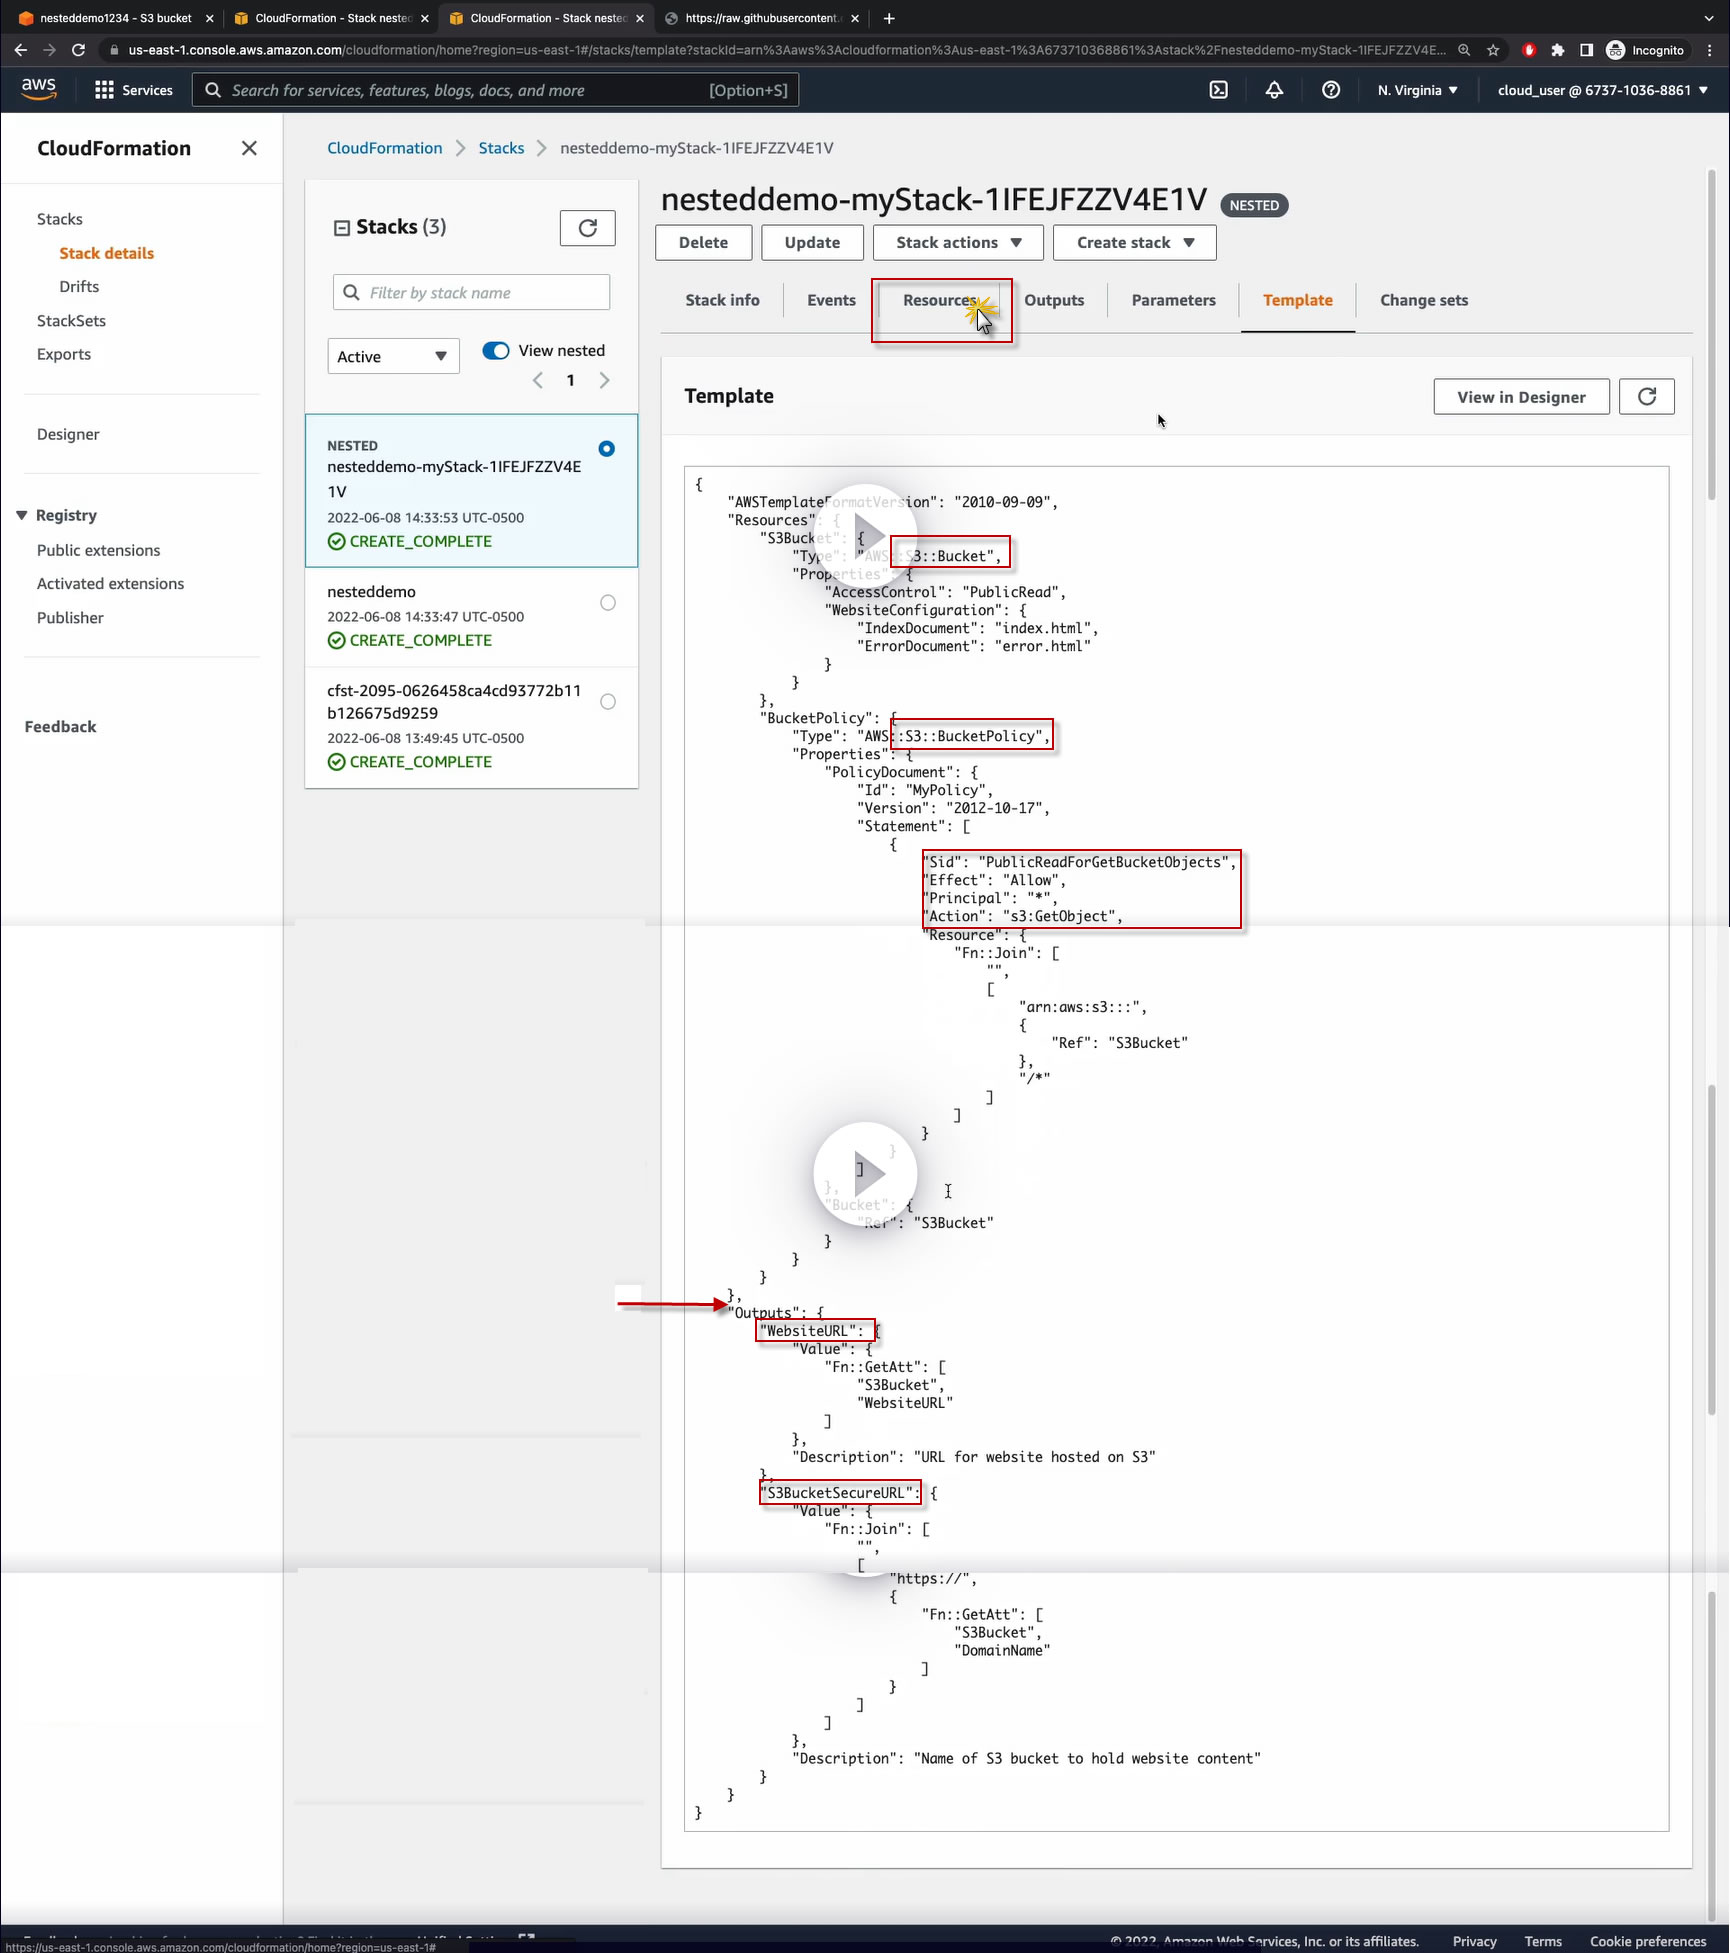 nesteddemo1234 - S3 bucket
CloudFormation - Stack nested
CloudFormation - Stack nested
https://raw.githubusercontent.
us-east-1.console.aws.amazon.com/cloudformation/home?region=us-east-1#/stacks/template?stackId=arn%3Aaws%3Acloudformation%3Aus-east-1%3A673710368861%3Astack%2Fnesteddemo-myStack-1IFEJFZZV4E...
Incognito
aws
Services
Search for services, features, blogs, docs, and more
[Option+S]
N. Virginia
cloud_user @ 6737-1036-8861
CloudFormation
Stacks
Stack details
Drifts
StackSets
Exports
Designer
Registry
Public extensions
Activated extensions
Publisher
Feedback
CloudFormation > Stacks > nesteddemo-myStack-1IFEJFZZV4E1V
Stacks (3)
Filter by stack name
Active
View nested
1
NESTED
nesteddemo-myStack-1IFEJFZZV4E
1V
2022-06-08 14:33:53 UTC-0500
CREATE_COMPLETE
nesteddemo
2022-06-08 14:33:47 UTC-0500
CREATE_COMPLETE
cfst-2095-0626458ca4cd93772b11
b126675d9259
2022-06-08 13:49:45 UTC-0500
CREATE_COMPLETE
nesteddemo-myStack-1IFEJFZZV4E1V NESTED
Delete
Update
Stack actions
Create stack
Stack info
Events
Resources
Outputs
Parameters
Template
Change sets
Template
View in Designer
{
"AWSTemplateFormatVersion": "2010-09-09",
"Resources": {
"S3Bucket": {
"Type": "AWS::S3::Bucket",
"Properties": {
"AccessControl": "PublicRead",
"WebsiteConfiguration": {
"IndexDocument": "index.html",
"ErrorDocument": "error.html"
}
}
},
"BucketPolicy": {
"Type": "AWS::S3::BucketPolicy",
"Properties": {
"PolicyDocument": {
"Id": "MyPolicy",
"Version": "2012-10-17",
"Statement": [
{
"Sid": "PublicReadForGetBucketObjects",
"Effect": "Allow",
"Principal": "*",
"Action": "s3:GetObject",
"Resource": {
"Fn::Join": [
"",
[
"arn:aws:s3:::",
{
"Ref": "S3Bucket"
},
"/*"
]
]
}
}
]
},
"Bucket": {
"Ref": "S3Bucket"
}
}
}
},
"Outputs": {
"WebsiteURL": {
"Value": {
"Fn::GetAtt": [
"S3Bucket",
"WebsiteURL"
]
},
"Description": "URL for website hosted on S3"
},
"S3BucketSecureURL": {
"Value": {
"Fn::Join": [
"",
[
"https://",
{
"Fn::GetAtt": [
"S3Bucket",
"DomainName"
]
}
]
]
},
"Description": "Name of S3 bucket to hold website content"
}
}
}
https://us-east-1.console.aws.amazon.com/cloudformation/home?region=us-east-1#
© 2022, Amazon Web Services, Inc. or its affiliates.
Privacy
Terms
Cookie preferences